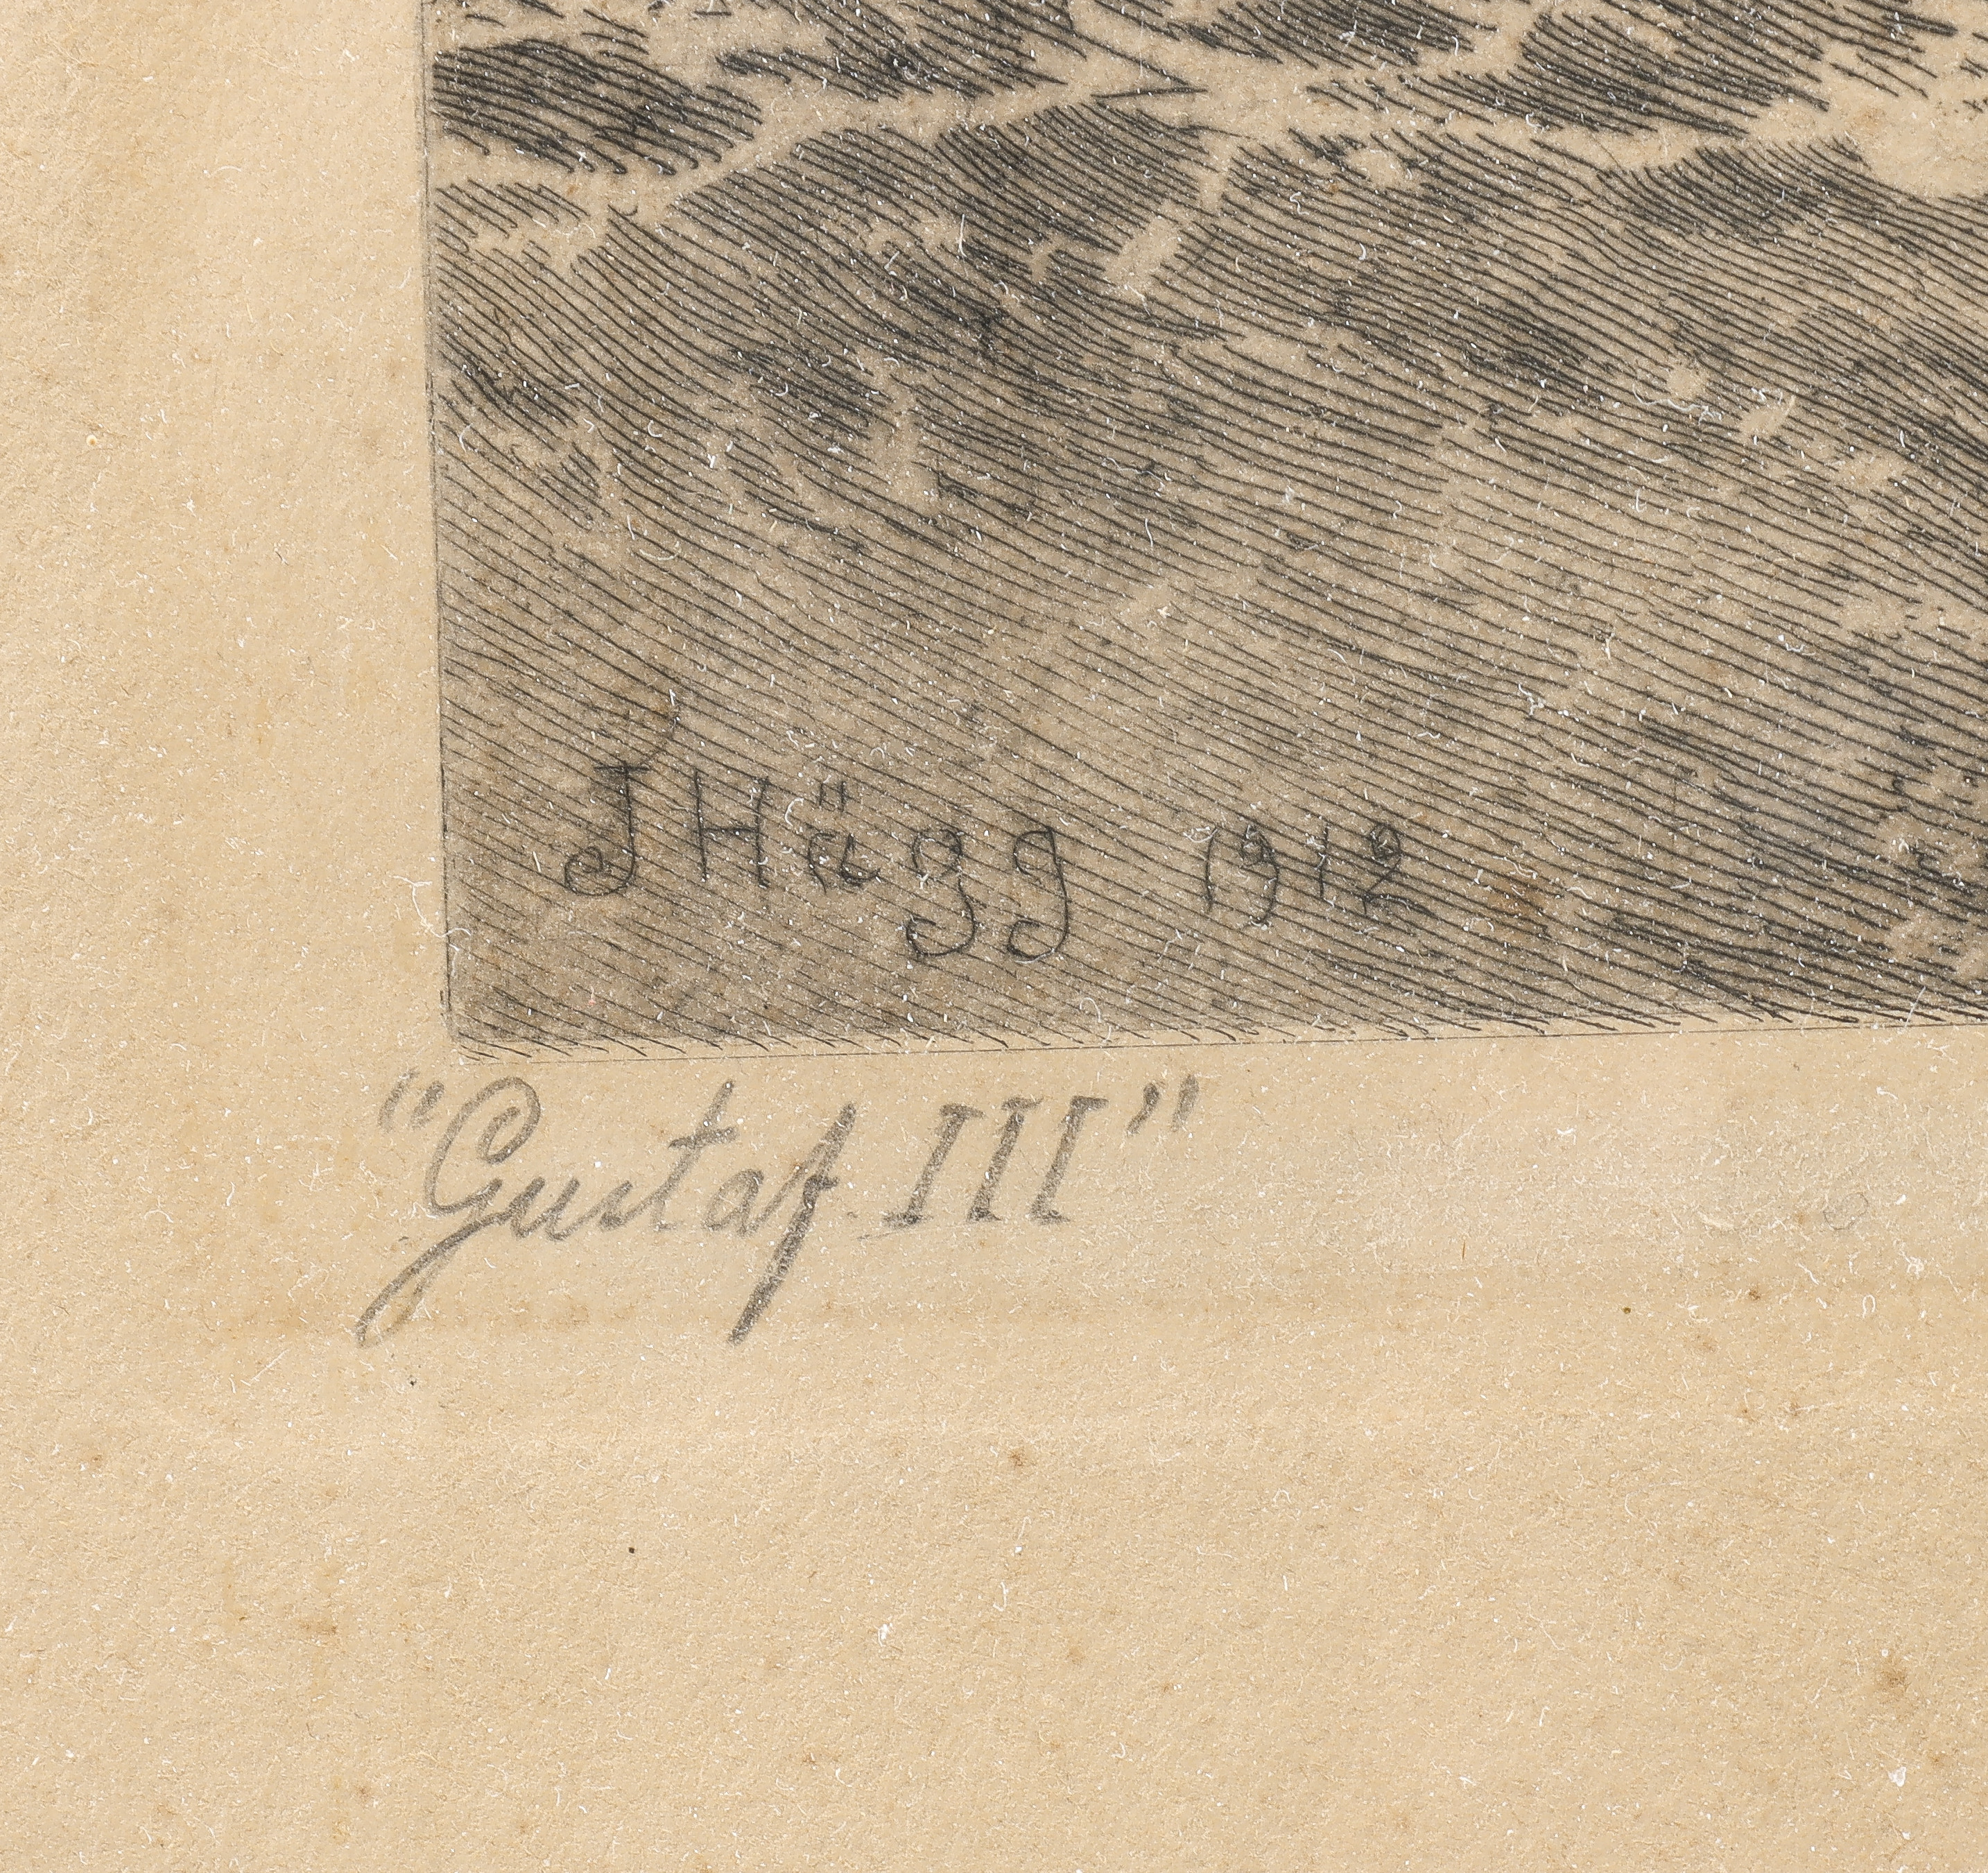 J Hägg 1912
"Gustaf III"